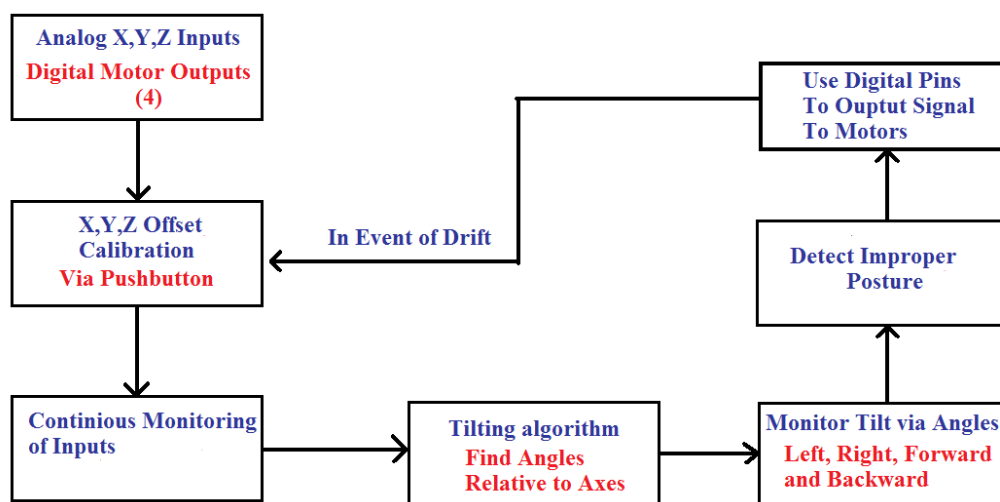 Analog X,Y,Z Inputs
Digital Motor Outputs
(4)
X,Y,Z Offset
Calibration
Via Pushbutton
Continious Monitoring
of Inputs
Tilting algorithm
Find Angles
Relative to Axes
Monitor Tilt via Angles
Left, Right, Forward
and Backward
Detect Improper
Posture
Use Digital Pins
To Ouptut Signal
To Motors
In Event of Drift